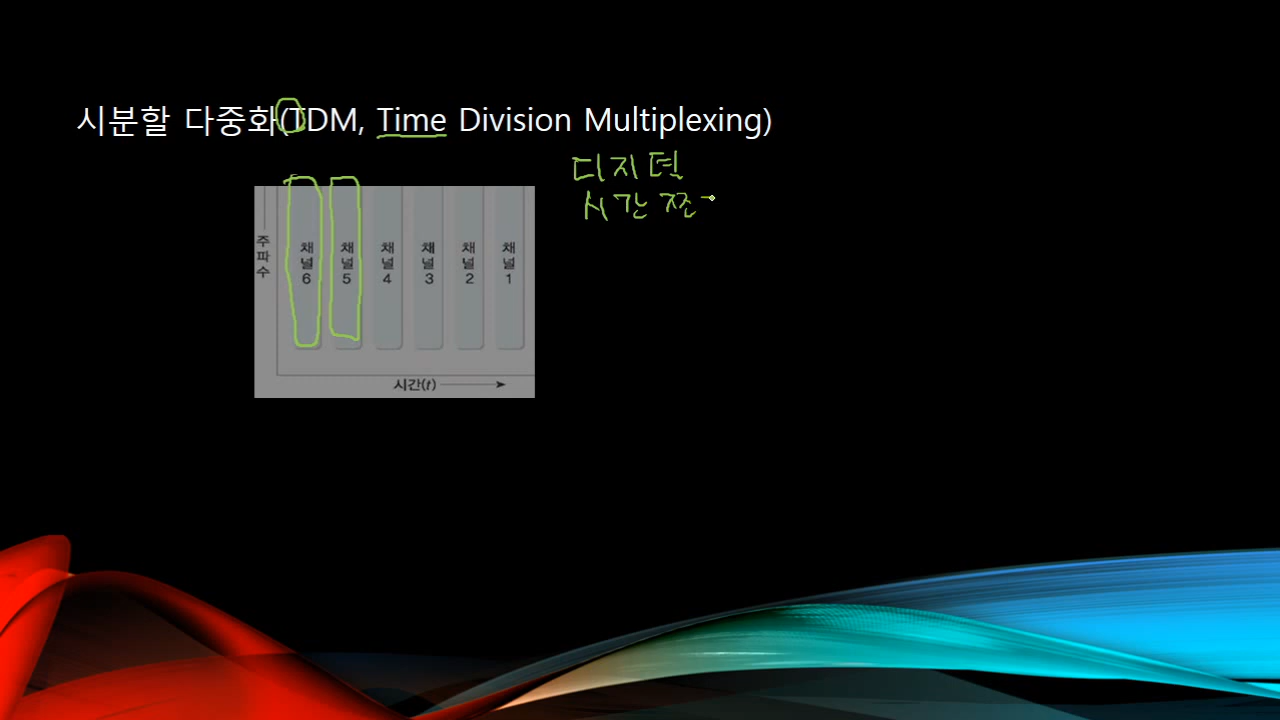 시분할 다중화(TDM, Time Division Multiplexing)
디지털
시간
주파수
채널6
채널5
채널4
채널3
채널2
채널1
시간(t)